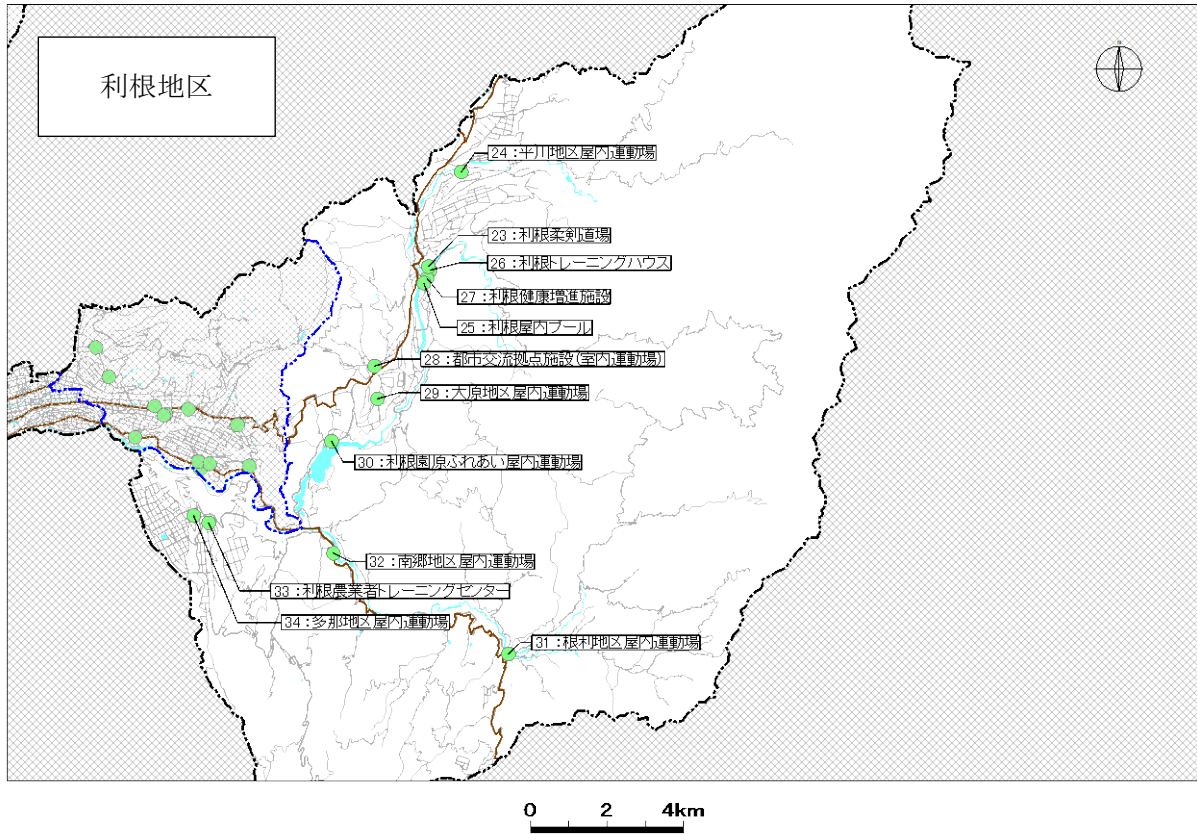 利根地区
N
24：平川地区屋内運動場
23：利根柔剣道場
26：利根トレーニングハウス
27：利根健康増進施設
25：利根屋内プール
28：都市交流拠点施設（室内運動場）
29：大原地区屋内運動場
30：利根園原ふれあい屋内運動場
32：南郷地区屋内運動場
33：利根農業者トレーニングセンター
34：多那地区屋内運動場
31：根利地区屋内運動場
0 2 4km